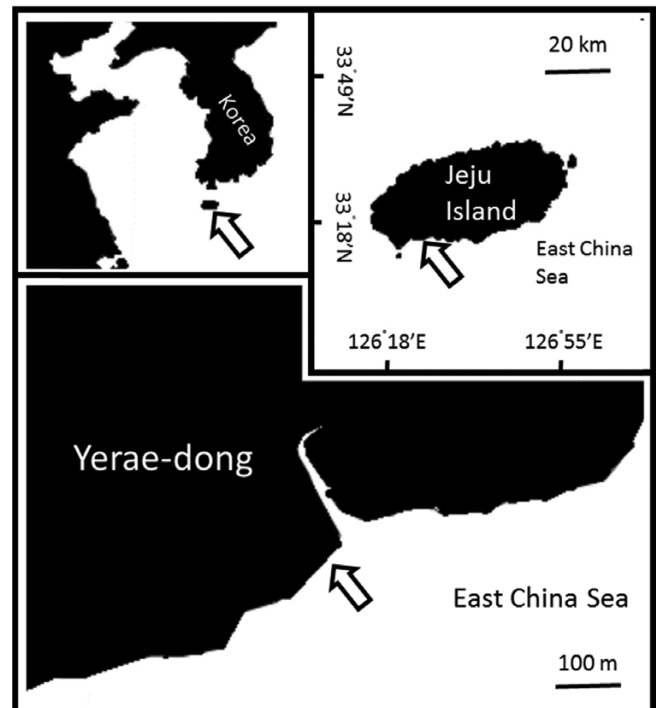 Korea
20 km
33°49'N
33°18'N
Jeju
Island
East China
Sea
126°18'E
126°55'E
Yerae-dong
East China Sea
100 m